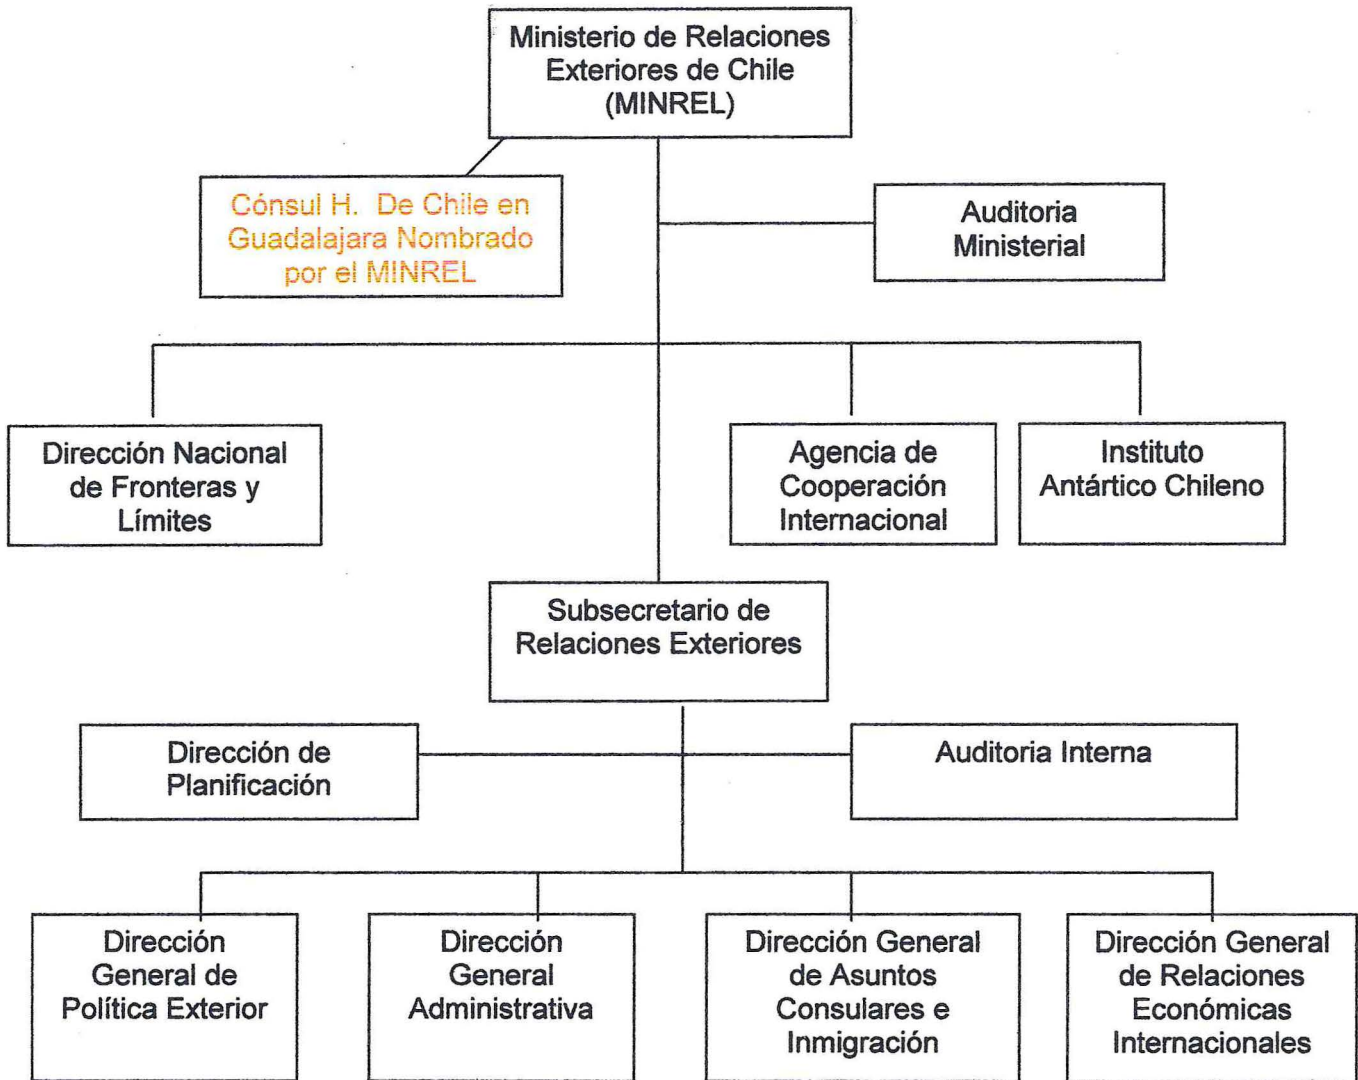 Ministerio de Relaciones
Exteriores de Chile
(MINREL)
Cónsul H. De Chile en
Guadalajara Nombrado
por el MINREL
Auditoria
Ministerial
Dirección Nacional
de Fronteras y
Límites
Agencia de
Cooperación
Internacional
Instituto
Antártico Chileno
Subsecretario de
Relaciones Exteriores
Dirección de
Planificación
Auditoria Interna
Dirección
General de
Política Exterior
Dirección
General
Administrativa
Dirección General
de Asuntos
Consulares e
Inmigración
Dirección General
de Relaciones
Económicas
Internacionales